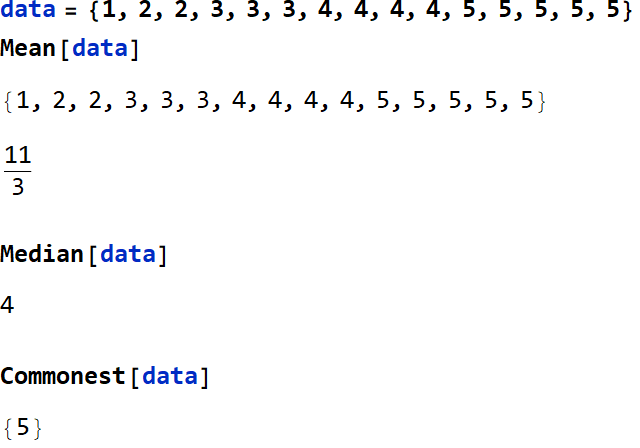 data = {1, 2, 2, 3, 3, 3, 4, 4, 4, 4, 5, 5, 5, 5, 5}
Mean[data]
{1, 2, 2, 3, 3, 3, 4, 4, 4, 4, 5, 5, 5, 5, 5}
11
3
Median[data]
4
Commonest[data]
{5}